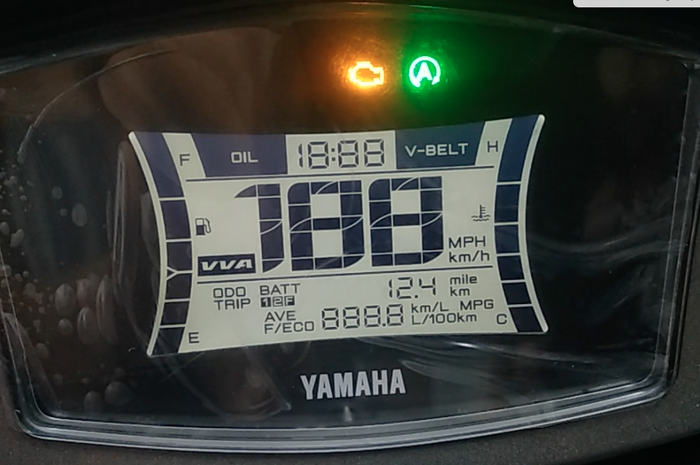 A
F OIL 18:88 V-BELT H
188
VVA MPH
km/h
ODO BATT 12.4 mile
TRIP 12F km
AVE 888.8 km/L MPG
F/ECO L/100km
E C
YAMAHA